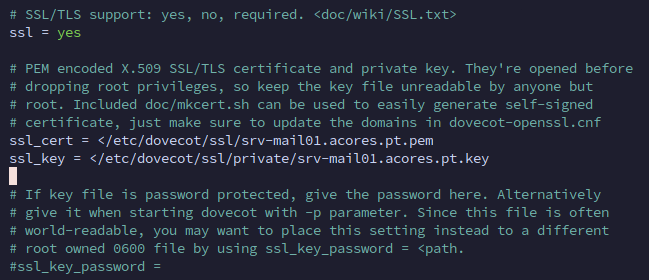 # SSL/TLS support: yes, no, required. <doc/wiki/SSL.txt>
ssl = yes
# PEM encoded X.509 SSL/TLS certificate and private key. They're opened before
# dropping root privileges, so keep the key file unreadable by anyone but
# root. Included doc/mkcert.sh can be used to easily generate self-signed
# certificate, just make sure to update the domains in dovecot-openssl.cnf
ssl_cert = </etc/dovecot/ssl/srv-mail01.acores.pt.pem
ssl_key = </etc/dovecot/ssl/private/srv-mail01.acores.pt.key
# If key file is password protected, give the password here. Alternatively
# give it when starting dovecot with -p parameter. Since this file is often
# world-readable, you may want to place this setting instead to a different
# root owned 0600 file by using ssl_key_password = <path.
#ssl_key_password =